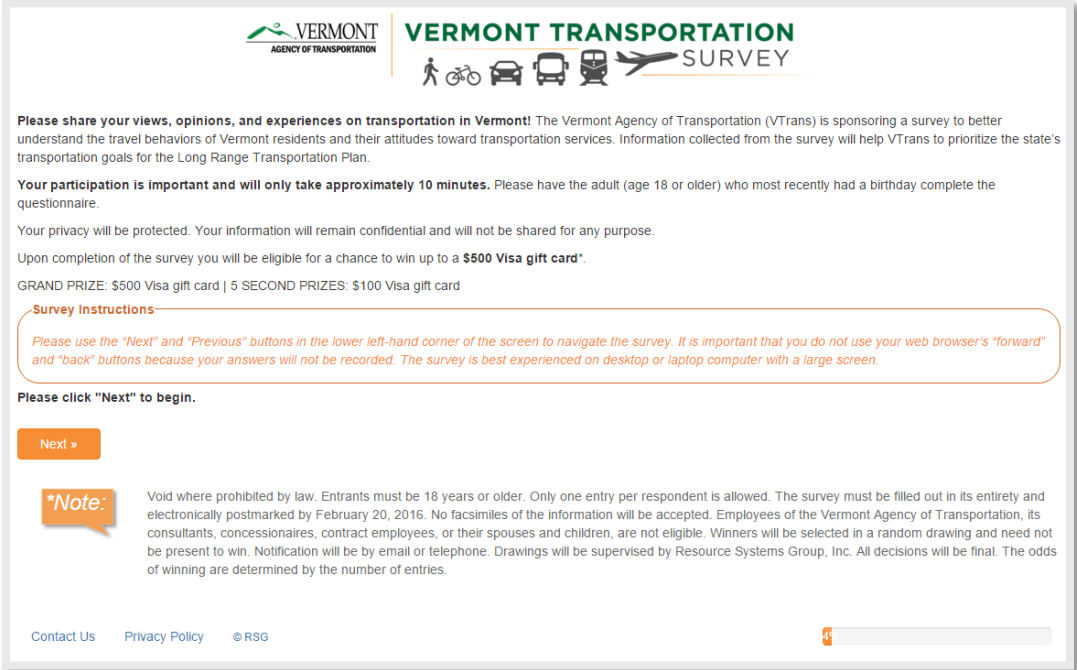 VERMONT
AGENCY OF TRANSPORTATION
VERMONT TRANSPORTATION
SURVEY
Please share your views, opinions, and experiences on transportation in Vermont! The Vermont Agency of Transportation (VTrans) is sponsoring a survey to better
understand the travel behaviors of Vermont residents and their attitudes toward transportation services. Information collected from the survey will help VTrans to prioritize the state's
transportation goals for the Long Range Transportation Plan.
Your participation is important and will only take approximately 10 minutes. Please have the adult (age 18 or older) who most recently had a birthday complete the
questionnaire.
Your privacy will be protected. Your information will remain confidential and will not be shared for any purpose.
Upon completion of the survey you will be eligible for a chance to win up to a $500 Visa gift card*.
GRAND PRIZE: $500 Visa gift card | 5 SECOND PRIZES: $100 Visa gift card
Survey Instructions
Please use the "Next" and "Previous" buttons in the lower left-hand corner of the screen to navigate the survey. It is important that you do not use your web browser's "forward"
and "back" buttons because your answers will not be recorded. The survey is best experienced on desktop or laptop computer with a large screen.
Please click "Next" to begin.
Next »
*Note:
Void where prohibited by law. Entrants must be 18 years or older. Only one entry per respondent is allowed. The survey must be filled out in its entirety and
electronically postmarked by February 20, 2016. No facsimiles of the information will be accepted. Employees of the Vermont Agency of Transportation, its
consultants, concessionaires, contract employees, or their spouses and children, are not eligible. Winners will be selected in a random drawing and need not
be present to win. Notification will be by email or telephone. Drawings will be supervised by Resource Systems Group, Inc. All decisions will be final. The odds
of winning are determined by the number of entries.
Contact Us Privacy Policy © RSG 4%